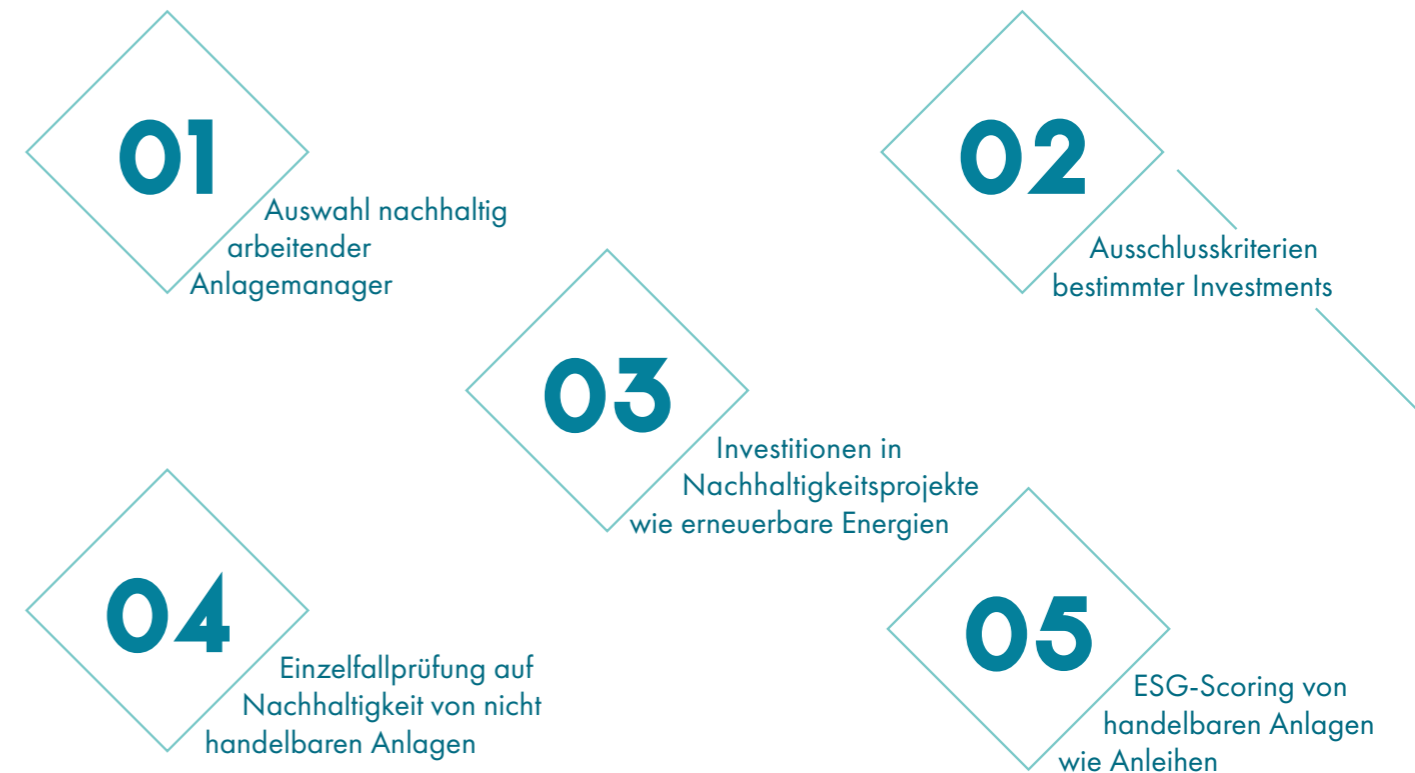 01
Auswahl nachhaltig
arbeitender
Anlagemanager
02
Ausschlusskriterien
bestimmter Investments
03
Investitionen in
Nachhaltigkeitsprojekte
wie erneuerbare Energien
04
Einzelfallprüfung auf
Nachhaltigkeit von nicht
handelbaren Anlagen
05
ESG-Scoring von
handelbaren Anlagen
wie Anleihen